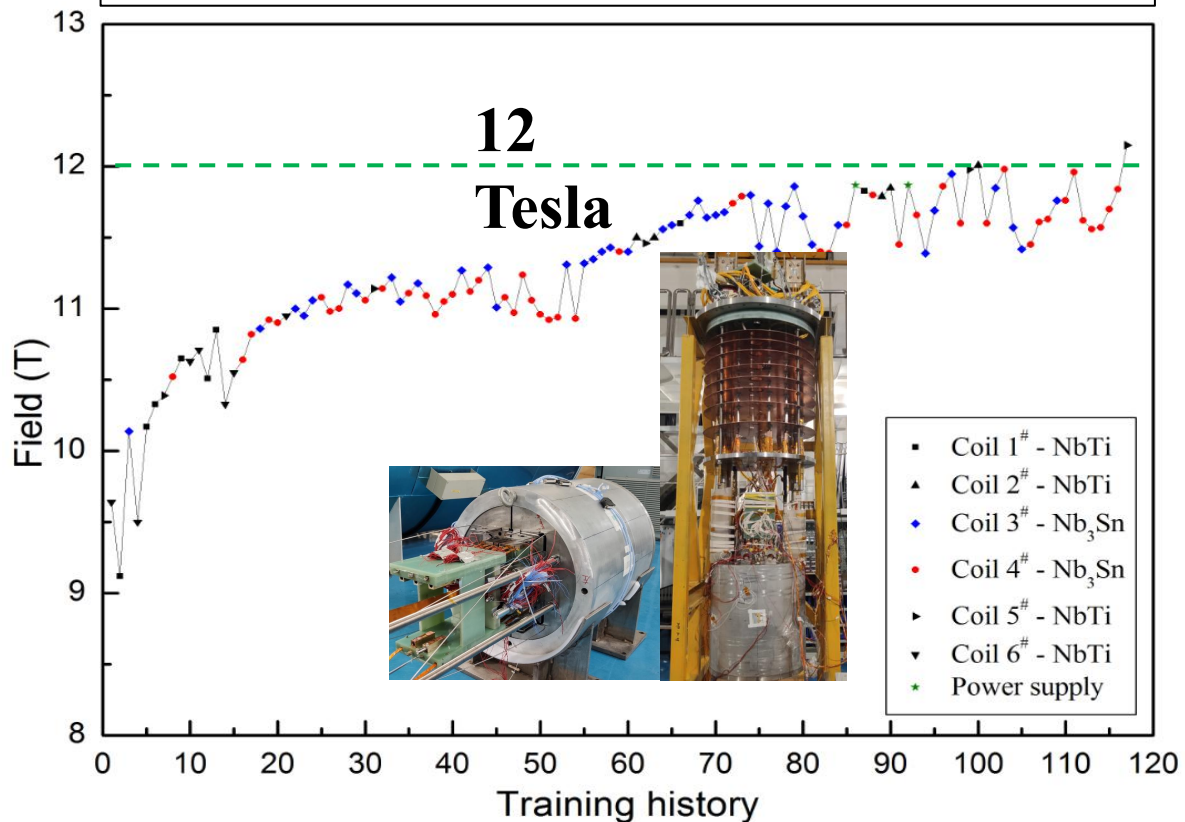 13
12
Tesla
12
11
10
9
8
Field (T)
Coil 1# - NbTi
Coil 2# - NbTi
Coil 3# - Nb₃Sn
Coil 4# - Nb₃Sn
Coil 5# - NbTi
Coil 6# - NbTi
Power supply
0 10 20 30 40 50 60 70 80 90 100 110 120
Training history